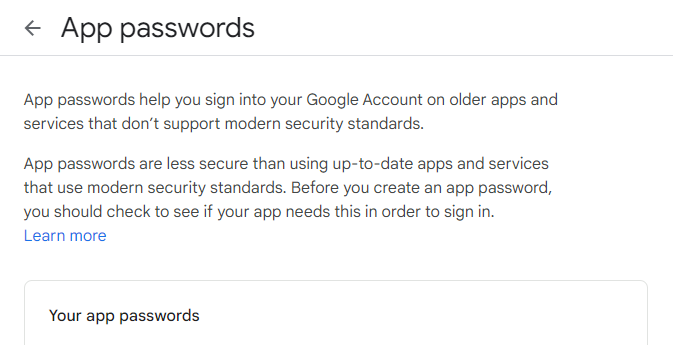 App passwords
App passwords help you sign into your Google Account on older apps and
services that don’t support modern security standards.
App passwords are less secure than using up-to-date apps and services
that use modern security standards. Before you create an app password,
you should check to see if your app needs this in order to sign in.
Learn more
Your app passwords